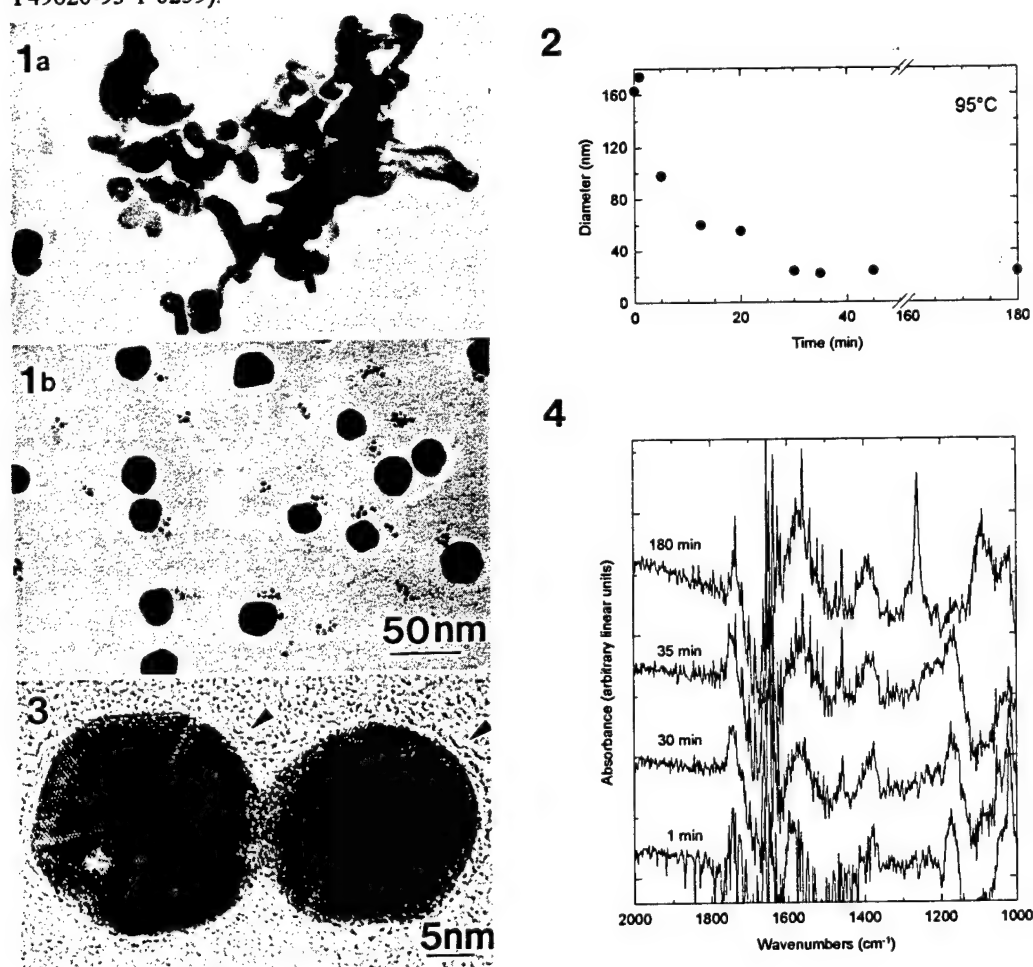 1a
1b
50nm
3
5nm
2
95°C
Diameter (nm)
160
120
80
40
0
0
20
40
160
180
Time (min)
4
Absorbance (arbitrary linear units)
180 min
35 min
30 min
1 min
2000
1800
1600
1400
1200
1000
Wavenumbers (cm⁻¹)